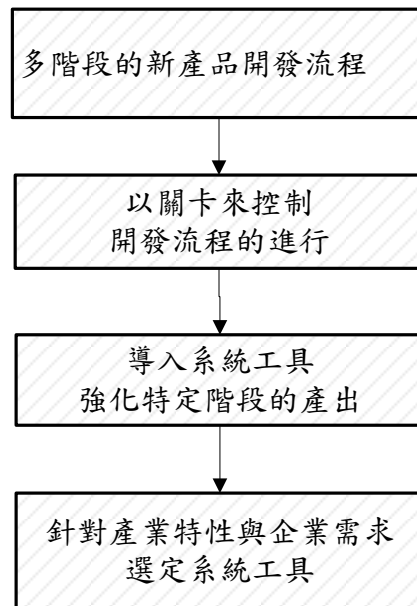 多階段的新產品開發流程
以關卡來控制
開發流程的進行
導入系統工具
強化特定階段的產出
針對產業特性與企業需求
選定系統工具